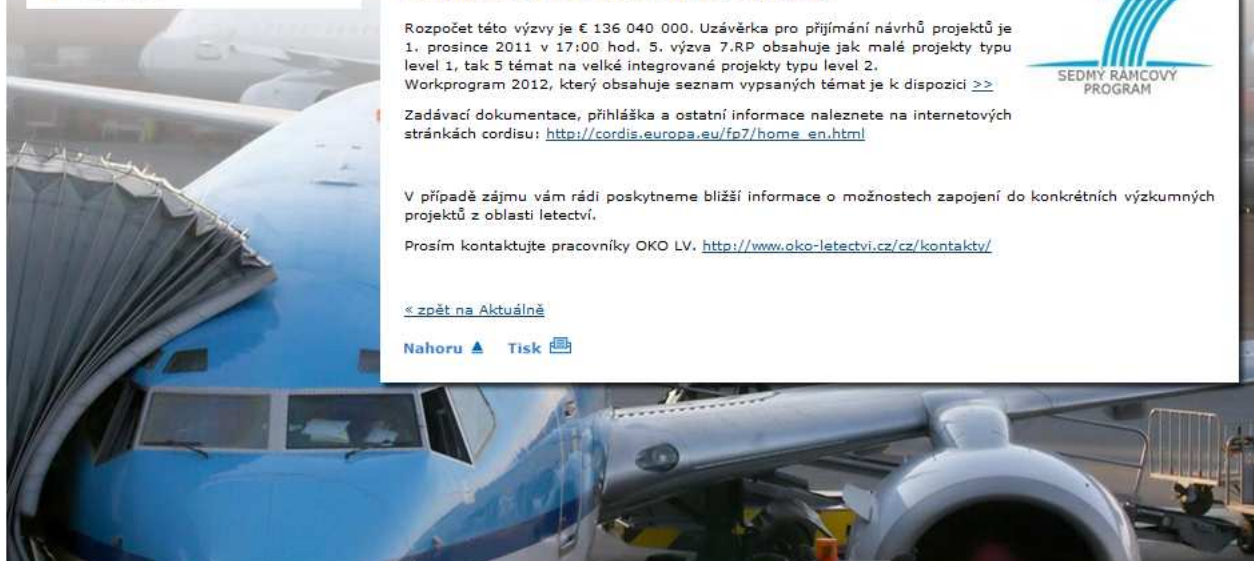 Rozpočet této výzvy je € 136 040 000. Uzávěrka pro přijímání návrhů projektů je
1. prosince 2011 v 17:00 hod. 5. výzva 7.RP obsahuje jak malé projekty typu
level 1, tak 5 témat na velké integrované projekty typu level 2.
Workprogram 2012, který obsahuje seznam vypsaných témat je k dispozici >>
SEDMÝ RÁMCOVÝ
PROGRAM
Zadávací dokumentace, přihláška a ostatní informace naleznete na internetových
stránkách cordisu: http://cordis.europa.eu/fp7/home_en.html
V případě zájmu vám rádi poskytneme bližší informace o možnostech zapojení do konkrétních výzkumných
projektů z oblasti letectví.
Prosím kontaktujte pracovníky OKO LV. http://www.oko-letectvi.cz/cz/kontakty/
« zpět na Aktuálně
Nahoru Tisk